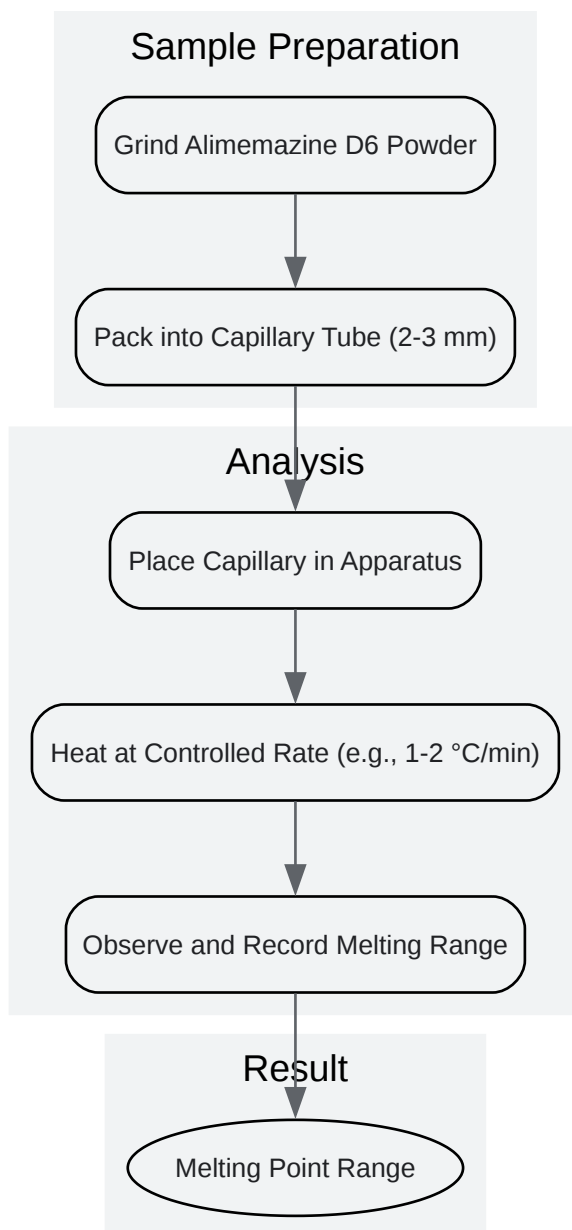 Sample Preparation
Grind Alimemazine D6 Powder
Pack into Capillary Tube (2-3 mm)
Analysis
Place Capillary in Apparatus
Heat at Controlled Rate (e.g., 1-2 °C/min)
Observe and Record Melting Range
Result
Melting Point Range